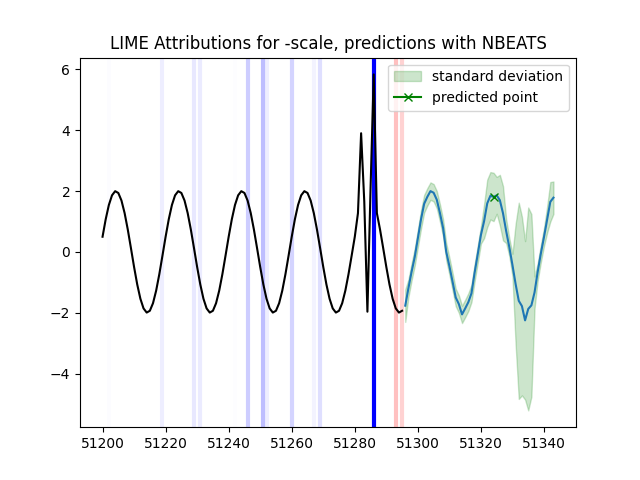 LIME Attributions for -scale, predictions with NBEATS
standard deviation
predicted point
6
4
2
0
−2
−4
51200 51220 51240 51260 51280 51300 51320 51340